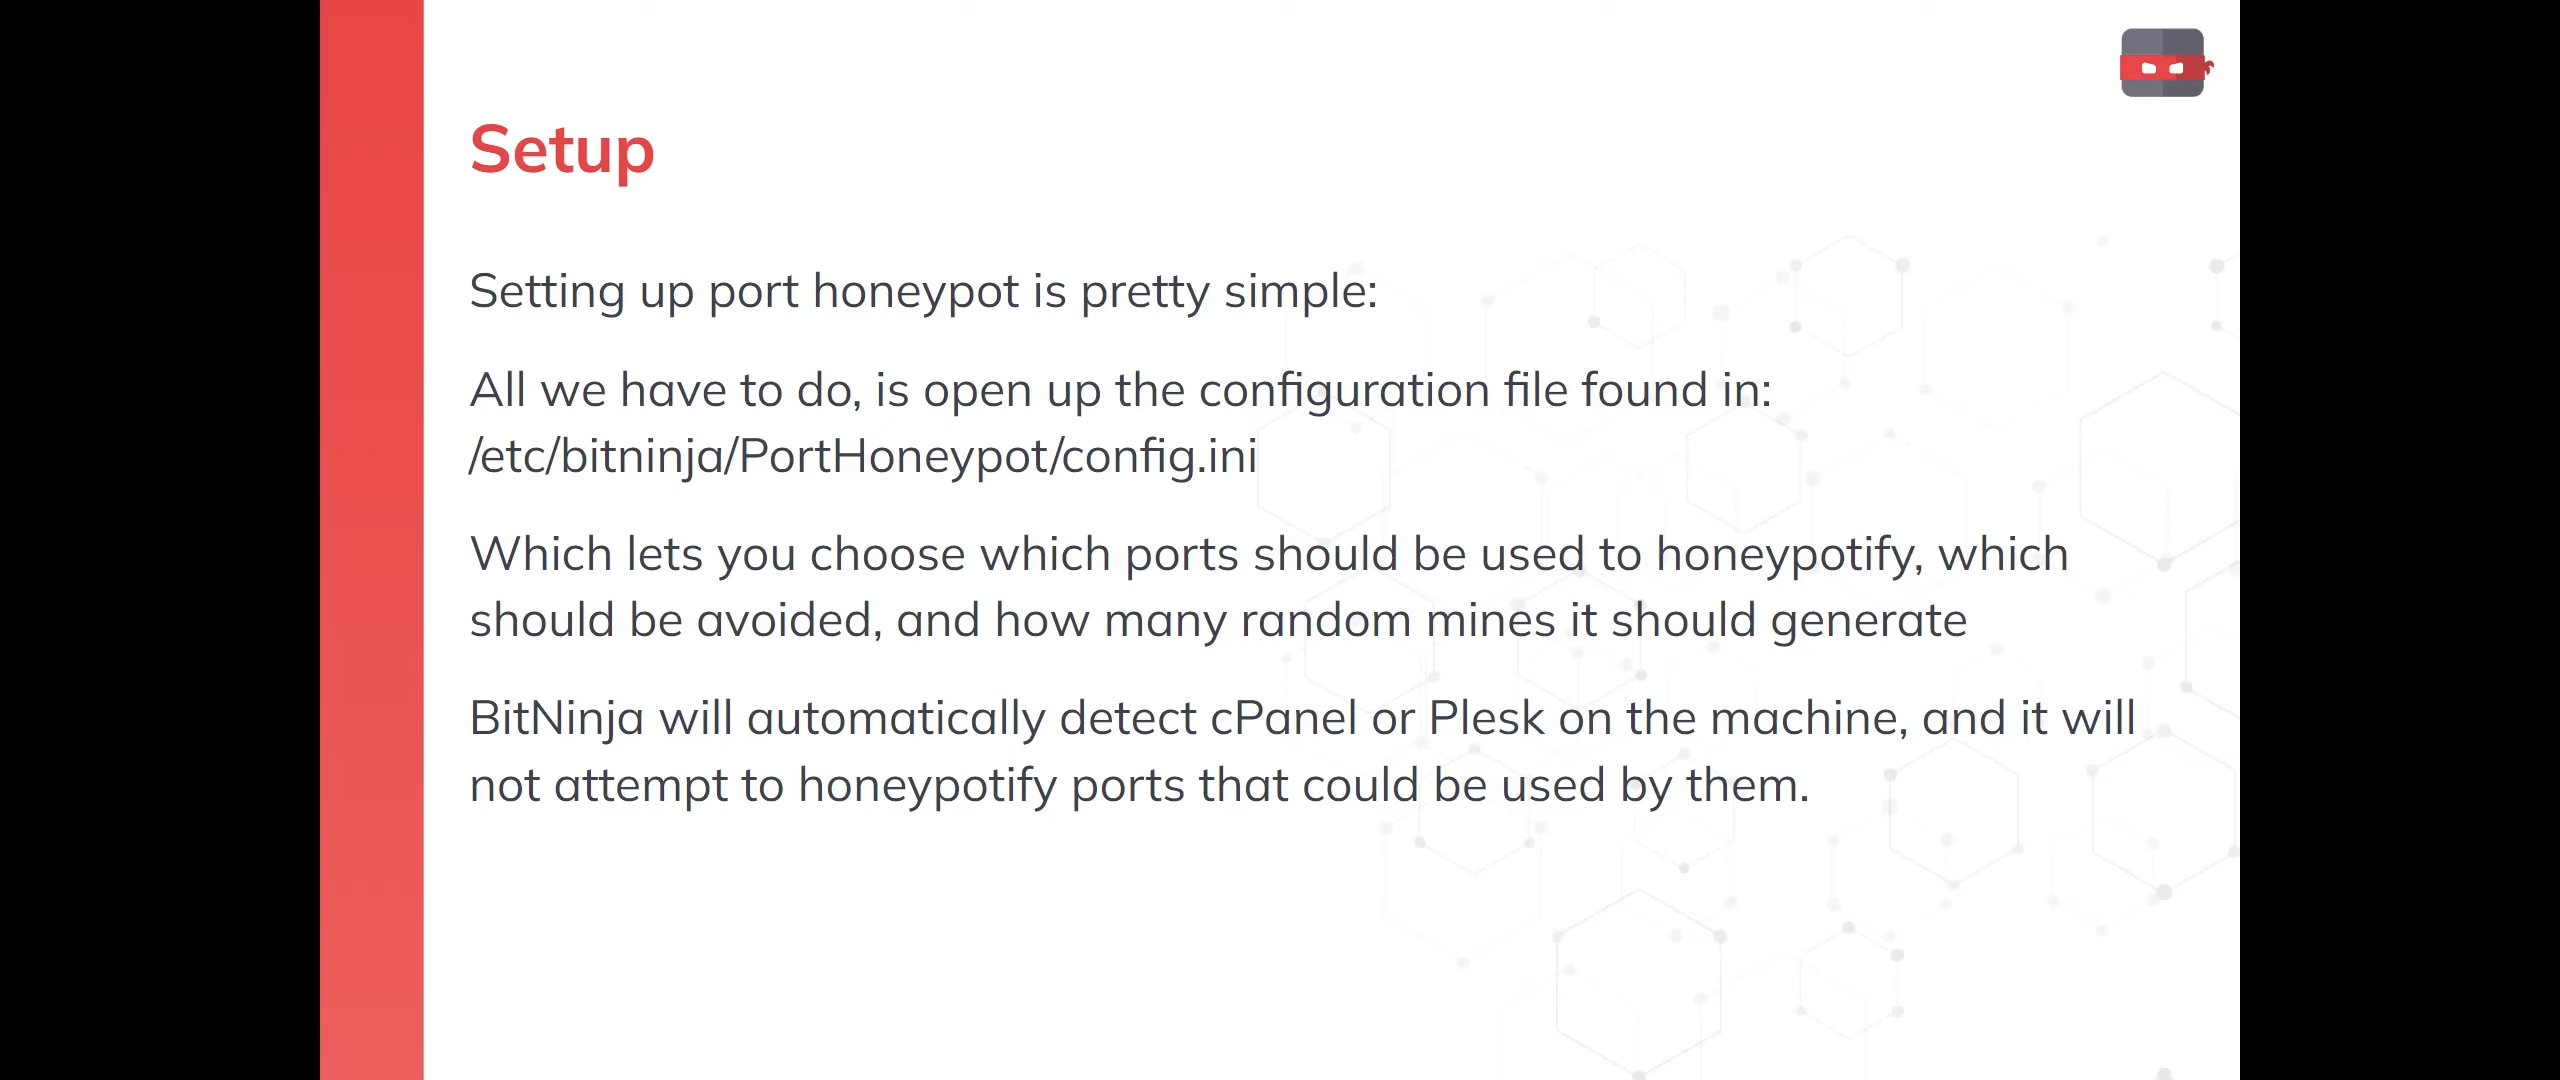 Setup
Setting up port honeypot is pretty simple:
All we have to do, is open up the configuration file found in:
/etc/bitninja/PortHoneypot/config.ini
Which lets you choose which ports should be used to honeypotify, which
should be avoided, and how many random mines it should generate
BitNinja will automatically detect cPanel or Plesk on the machine, and it will
not attempt to honeypotify ports that could be used by them.